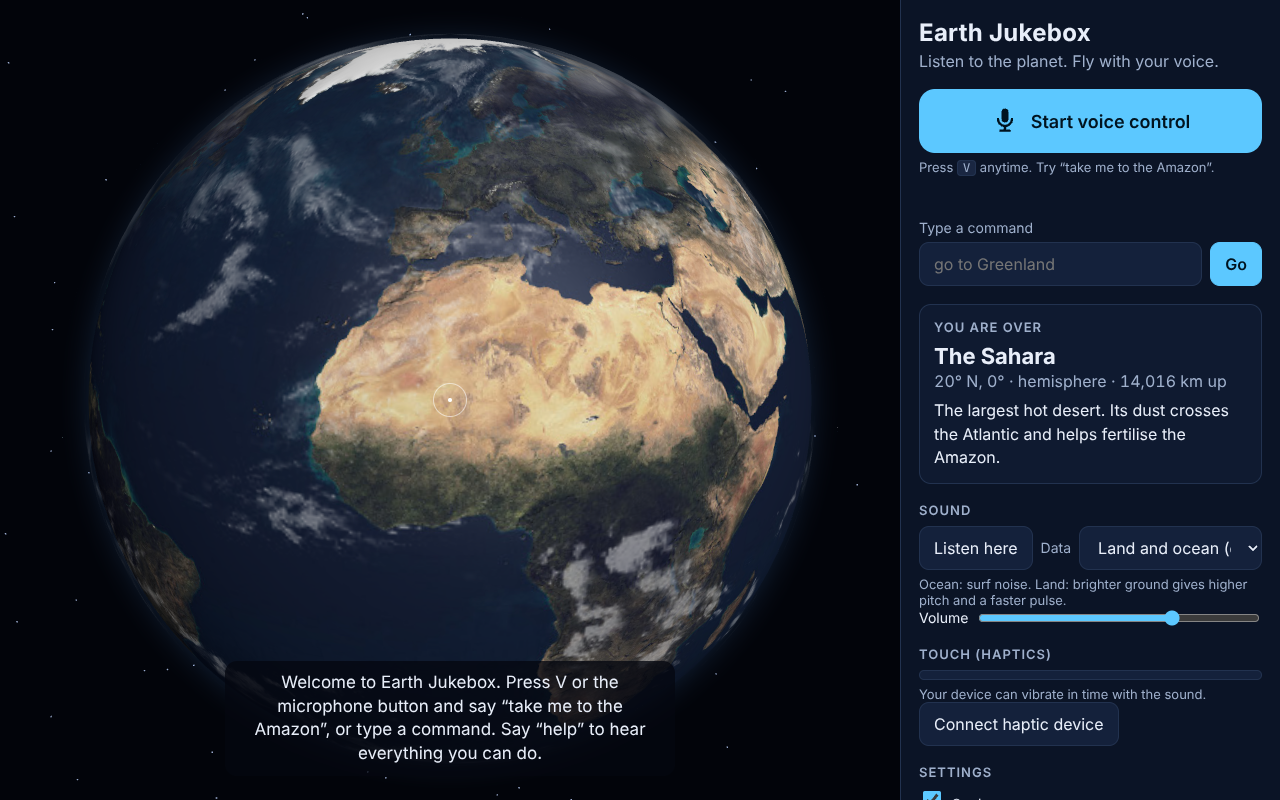 Earth Jukebox
Listen to the planet. Fly with your voice.
Start voice control
Press V anytime. Try “take me to the Amazon”.
Type a command
go to Greenland
Go
YOU ARE OVER
The Sahara
20° N, 0° · hemisphere · 14,016 km up
The largest hot desert. Its dust crosses
the Atlantic and helps fertilise the
Amazon.
SOUND
Listen here
Data
Land and ocean (
Ocean: surf noise. Land: brighter ground gives higher
pitch and a faster pulse.
Volume
TOUCH (HAPTICS)
Your device can vibrate in time with the sound.
Connect haptic device
SETTINGS
Welcome to Earth Jukebox. Press V or the
microphone button and say “take me to the
Amazon”, or type a command. Say “help” to hear
everything you can do.